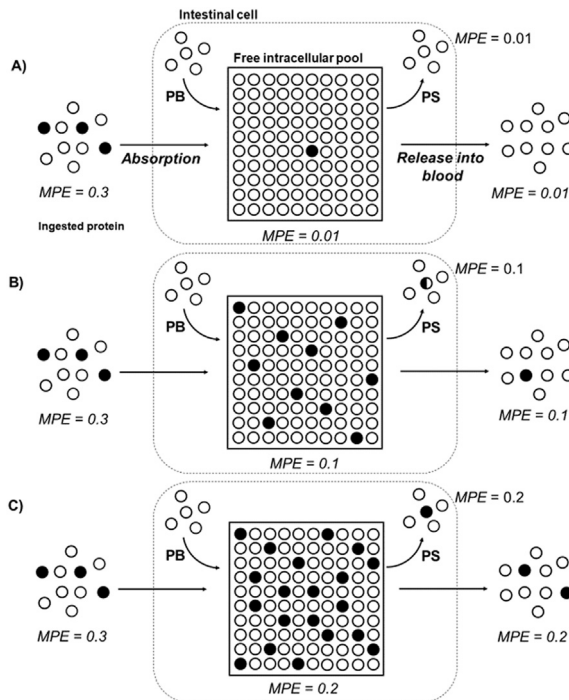 Intestinal cell
MPE = 0.01
A)
Free intracellular pool
PB
PS
Absorption
Release into
blood
MPE = 0.3
MPE = 0.01
Ingested protein
MPE = 0.01
MPE = 0.1
B)
PB
PS
MPE = 0.3
MPE = 0.1
MPE = 0.1
MPE = 0.2
C)
PB
PS
MPE = 0.3
MPE = 0.2
MPE = 0.2